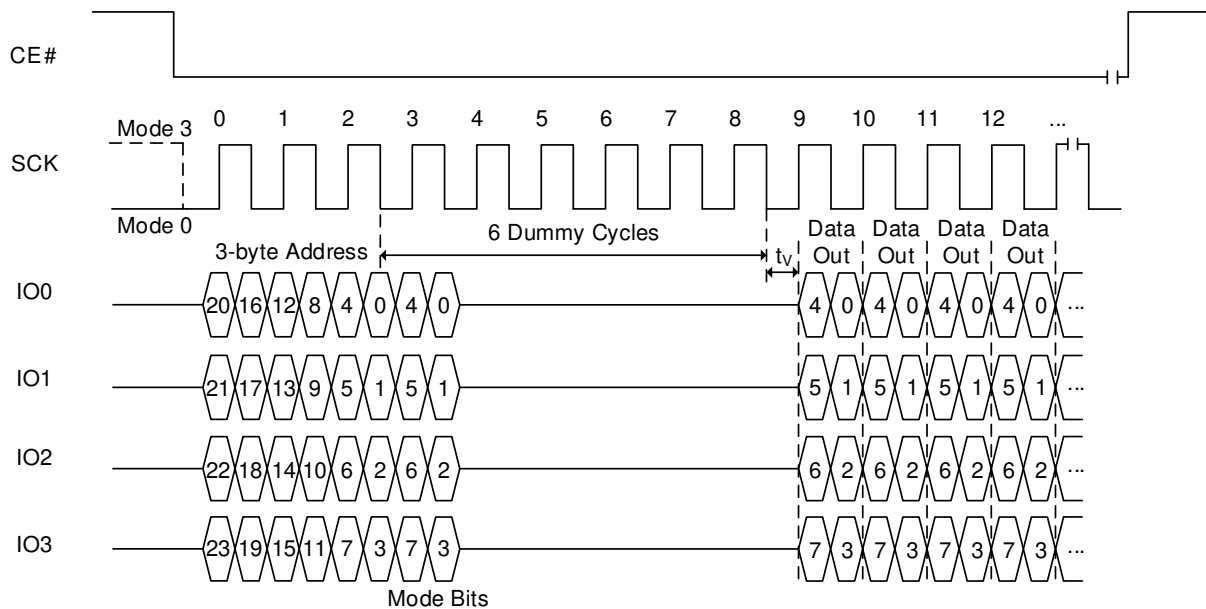 CE#
0 1 2 3 4 5 6 7 8 9 10 11 12 ...
Mode 3
SCK
Mode 0
3-byte Address
6 Dummy Cycles
tV
Data Out
Data Out
Data Out
Data Out
IO0
20 16 12 8 4 0 4 0 4 0 4 0 4 0 4 0 ...
IO1
21 17 13 9 5 1 5 1 5 1 5 1 5 1 5 1 ...
IO2
22 18 14 10 6 2 6 2 6 2 6 2 6 2 6 2 ...
IO3
23 19 15 11 7 3 7 3 7 3 7 3 7 3 7 3 ...
Mode Bits